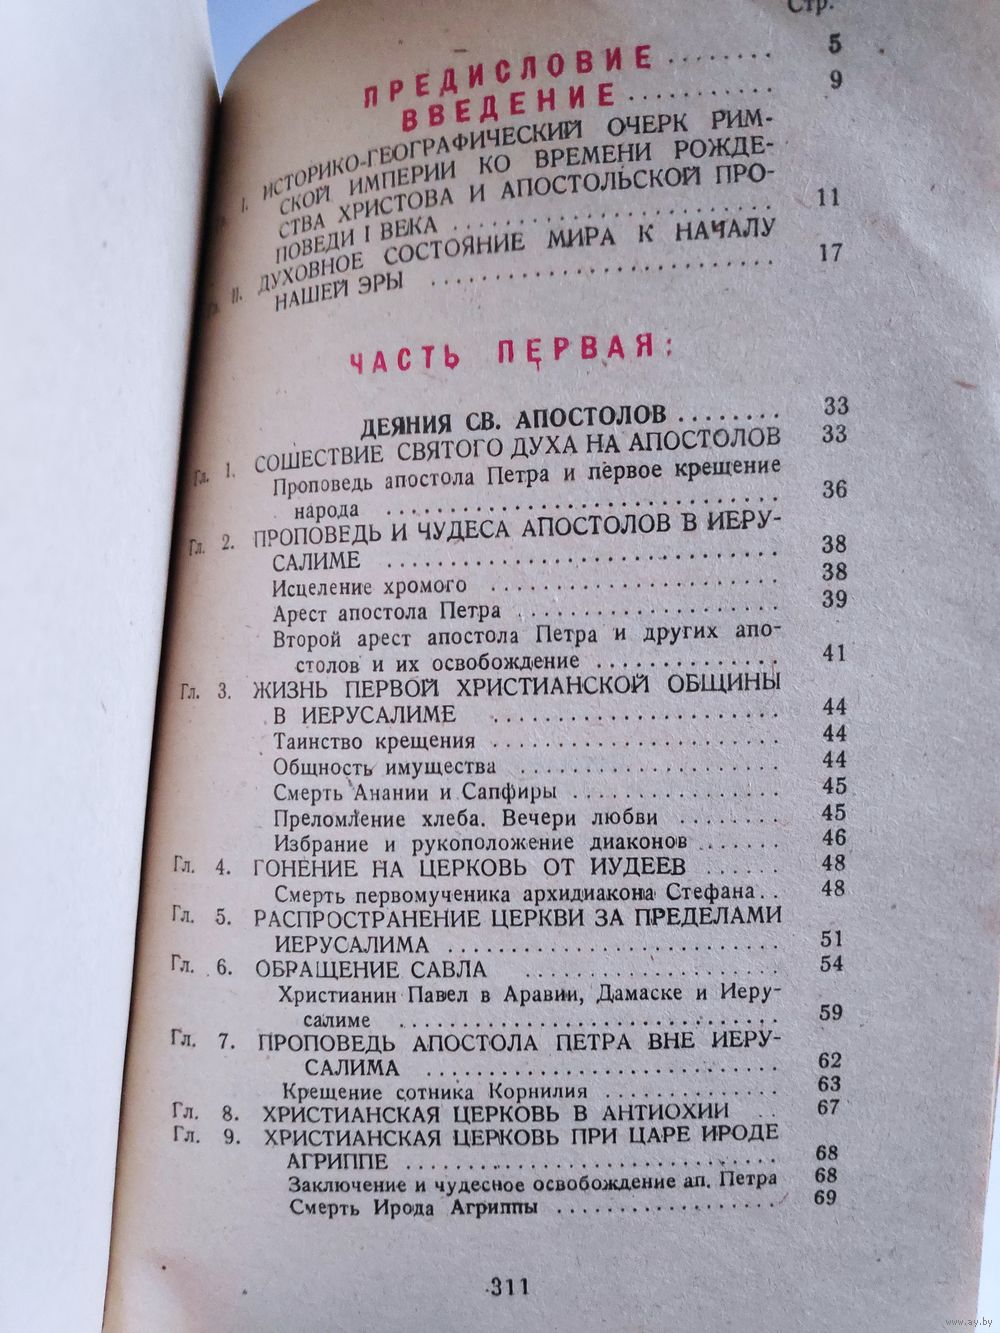 Стр.
ПРЕДИСЛОВИЕ ........ 5
ВВЕДЕНИЕ ........... 9
I. ИСТОРИКО-ГЕОГРАФИЧЕСКИЙ ОЧЕРК РИМ-
СКОЙ ИМПЕРИИ КО ВРЕМЕНИ РОЖДЕ-
СТВА ХРИСТОВА И АПОСТОЛЬСКОЙ ПРО-
ПОВЕДИ I ВЕКА ........ 11
Гл. II. ДУХОВНОЕ СОСТОЯНИЕ МИРА К НАЧАЛУ
НАШЕЙ ЭРЫ ........ 17
ЧАСТЬ ПЕРВАЯ:
ДЕЯНИЯ СВ. АПОСТОЛОВ ........ 33
Гл. 1. СОШЕСТВИЕ СВЯТОГО ДУХА НА АПОСТОЛОВ 33
Проповедь апостола Петра и первое крещение
народа ........ 36
Гл. 2. ПРОПОВЕДЬ И ЧУДЕСА АПОСТОЛОВ В ИЕРУ-
САЛИМЕ ........ 38
Исцеление хромого ........ 38
Арест апостола Петра ........ 39
Второй арест апостола Петра и других апо-
столов и их освобождение ........ 41
Гл. 3. ЖИЗНЬ ПЕРВОЙ ХРИСТИАНСКОЙ ОБЩИНЫ
В ИЕРУСАЛИМЕ ........ 44
Таинство крещения ........ 44
Общность имущества ........ 44
Смерть Анании и Сапфиры ........ 45
Преломление хлеба. Вечери любви ........ 45
Избрание и рукоположение диаконов ....... 46
Гл. 4. ГОНЕНИЕ НА ЦЕРКОВЬ ОТ ИУДЕЕВ ...... 48
Смерть первомученика архидиакона Стефана.. 48
Гл. 5. РАСПРОСТРАНЕНИЕ ЦЕРКВИ ЗА ПРЕДЕЛАМИ
ИЕРУСАЛИМА ........ 51
Гл. 6. ОБРАЩЕНИЕ САВЛА ........ 54
Христианин Павел в Аравии, Дамаске и Иеру-
салиме ........ 59
Гл. 7. ПРОПОВЕДЬ АПОСТОЛА ПЕТРА ВНЕ ИЕРУ-
САЛИМА ........ 62
Крещение сотника Корнилия ........ 63
Гл. 8. ХРИСТИАНСКАЯ ЦЕРКОВЬ В АНТИОХИИ .. 67
Гл. 9. ХРИСТИАНСКАЯ ЦЕРКОВЬ ПРИ ЦАРЕ ИРОДЕ
АГРИППЕ ........ 68
Заключение и чудесное освобождение ап. Петра 68
Смерть Ирода Агриппы ........ 69
311
www.ay.by